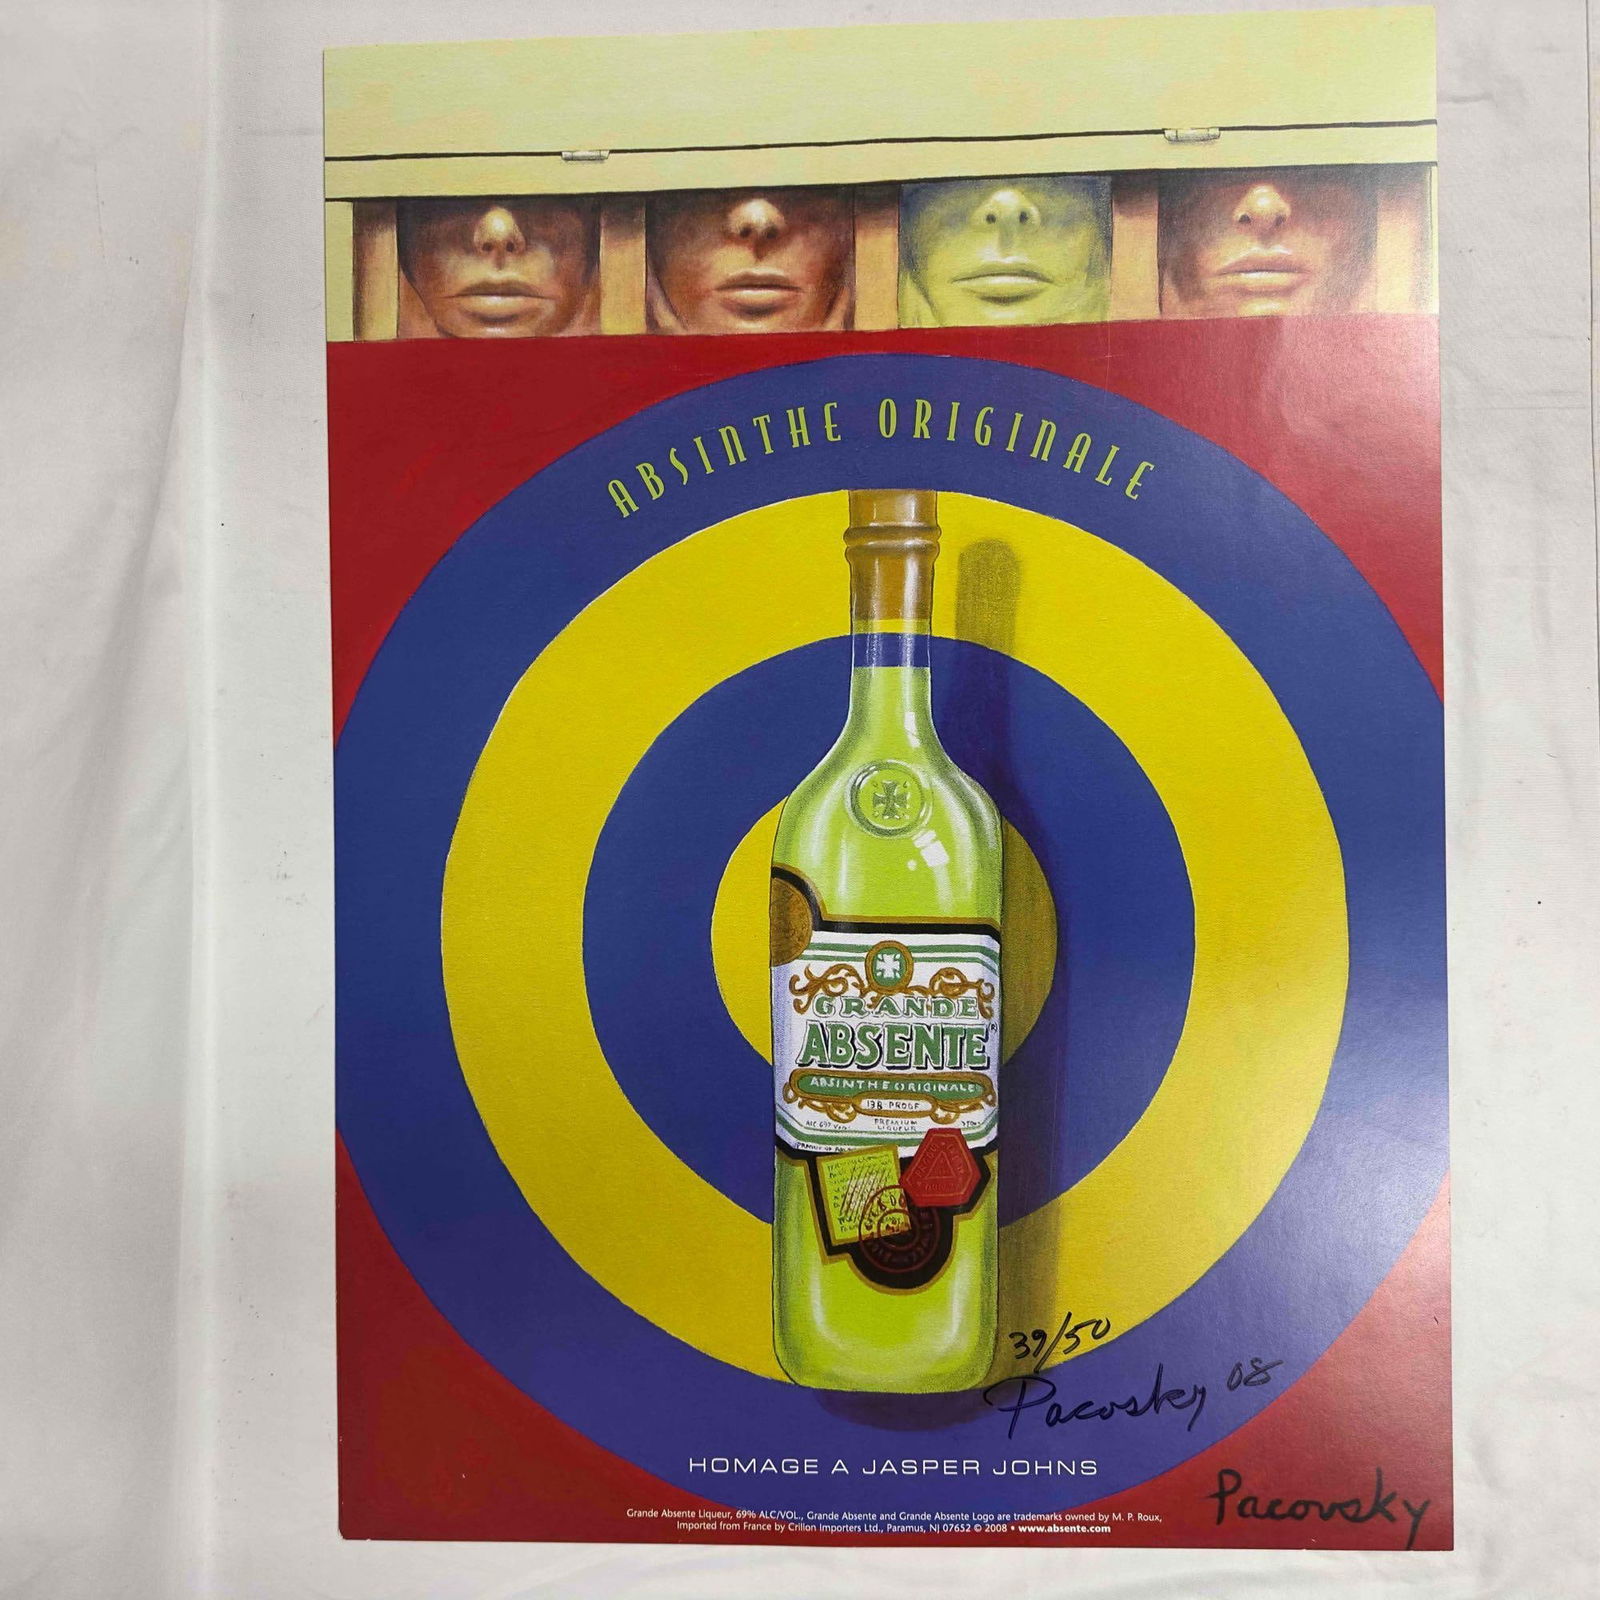 ABSINTHE ORIGINALE
GRANDE
ABSENTE
ABSINTHE ORIGINALE
138 PROOF
PREMIUM
LIQUEUR
39/50
Pacovsky 08
HOMAGE A JASPER JOHNS
Pacovsky
Grande Absente Liqueur, 69% ALC/VOL., Grande Absente and Grande Absente Logo are trademarks owned by M. P. Roux,
Imported from France by Crillon Importers Ltd., Paramus, NJ 07652 © 2008 • www.absente.com